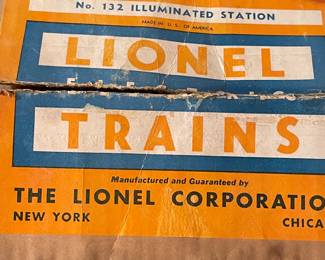 No. 132 ILLUMINATED STATION
MADE IN U. S. OF AMERICA
LIONEL
TRAINS
Manufactured and Guaranteed by
THE LIONEL CORPORATIO
NEW YORK CHICA